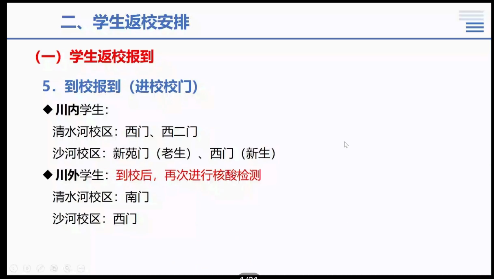 二、学生返校安排
（一）学生返校报到
5．到校报到（进校校门）
◆ 川内学生：
清水河校区：西门、西二门
沙河校区：新苑门（老生）、西门（新生）
◆ 川外学生：到校后，再次进行核酸检测
清水河校区：南门
沙河校区：西门